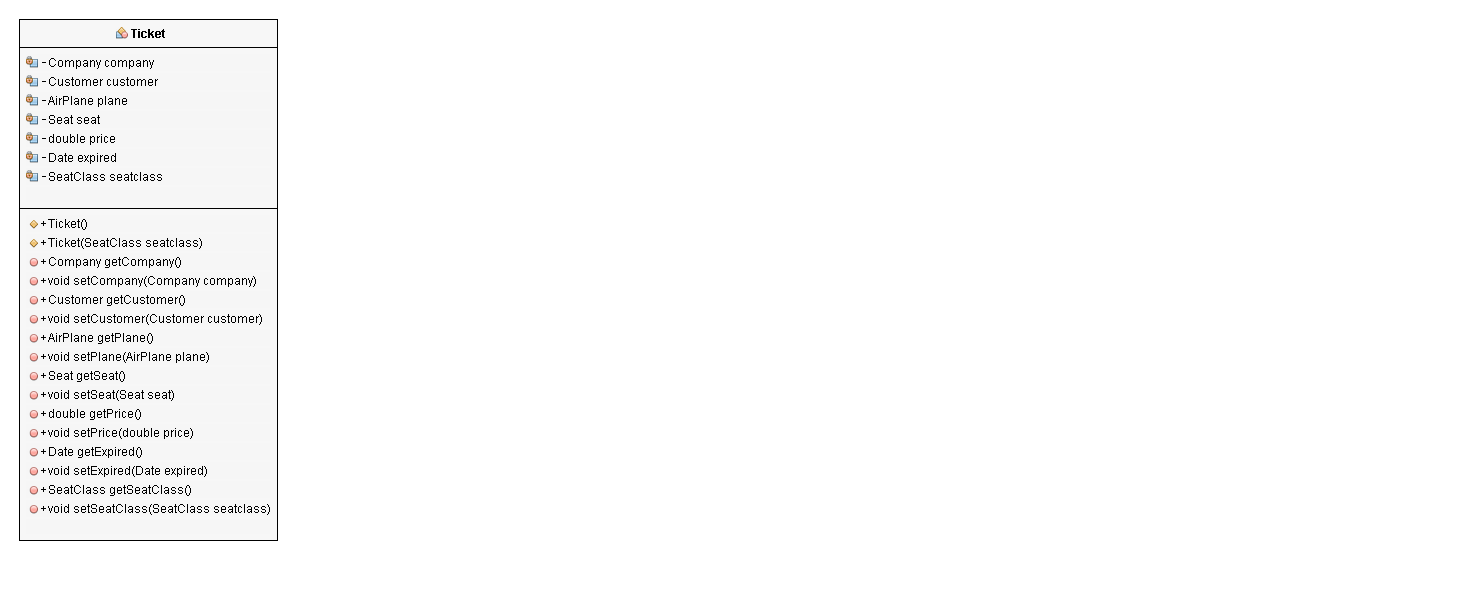 Ticket
-Company company
-Customer customer
-AirPlane plane
-Seat seat
-double price
-Date expired
-SeatClass seatclass
+Ticket()
+Ticket(SeatClass seatclass)
+Company getCompany()
+void setCompany(Company company)
+Customer getCustomer()
+void setCustomer(Customer customer)
+AirPlane getPlane()
+void setPlane(AirPlane plane)
+Seat getSeat()
+void setSeat(Seat seat)
+double getPrice()
+void setPrice(double price)
+Date getExpired()
+void setExpired(Date expired)
+SeatClass getSeatClass()
+void setSeatClass(SeatClass seatclass)